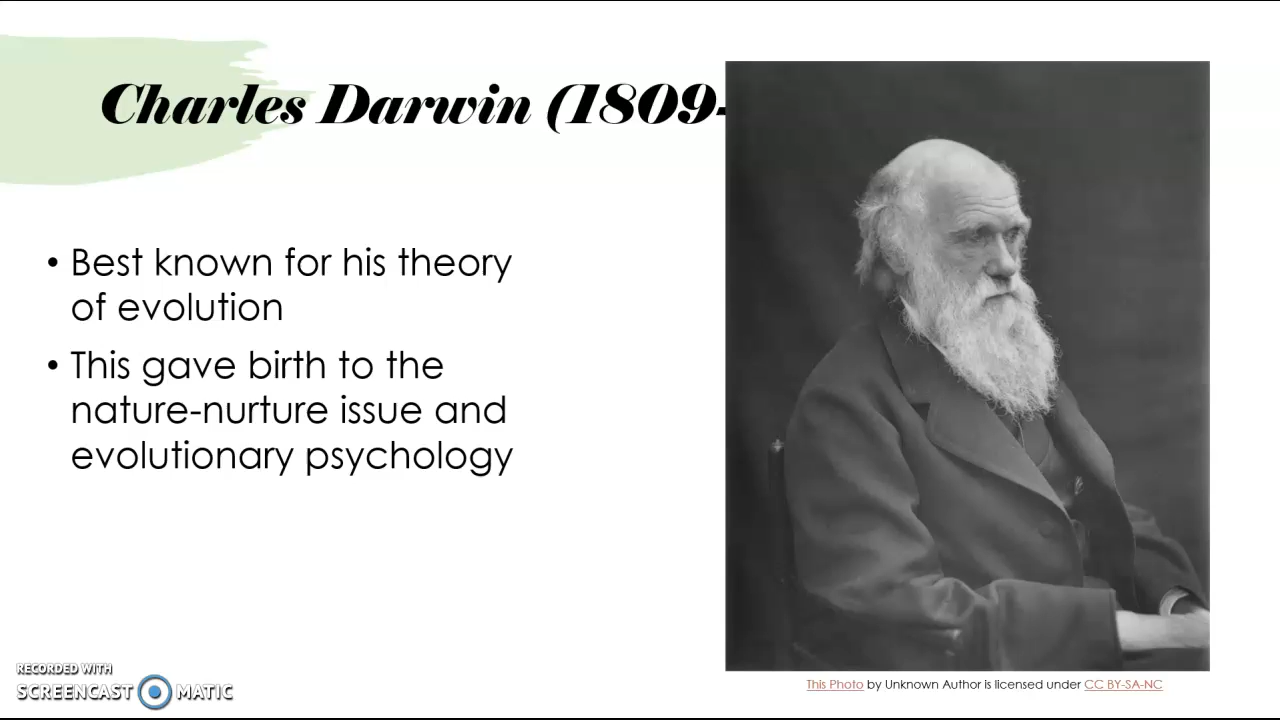 Charles Darwin (1809-
• Best known for his theory
of evolution
• This gave birth to the
nature-nurture issue and
evolutionary psychology
RECORDED WITH
SCREENCAST MATIC
This Photo by Unknown Author is licensed under CC BY-SA-NC